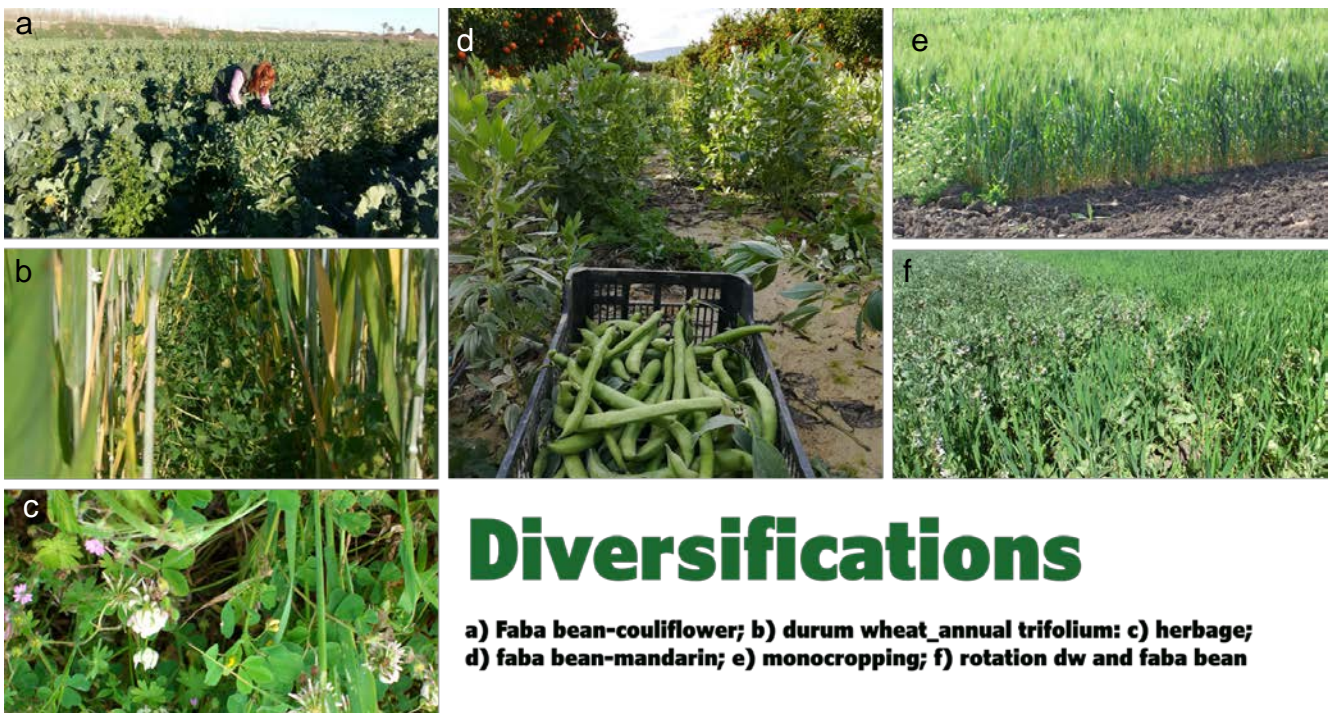 a
b
c
d
e
f
Diversifications
a) Faba bean-couliflower; b) durum wheat_annual trifolium: c) herbage;
d) faba bean-mandarin; e) monocropping; f) rotation dw and faba bean